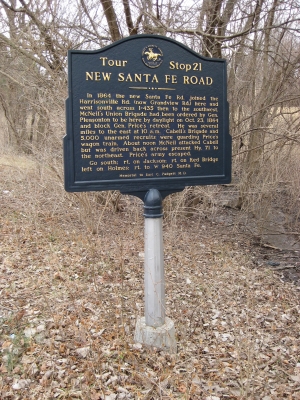 Tour Stop 21
NEW SANTA FE ROAD
In 1864 the new Santa Fe Rd. joined the
Harrisonville Rd. (now Grandview Rd.) here and
went south across I-435 then to the southwest.
McNeil's Union Brigade had been ordered by Gen.
Pleasonton to be here by daylight on Oct. 23, 1864
and block Gen. Price's retreat. He was several
miles to the east at 10 a.m. Cabell's Brigade and
5,000 unarmed recruits were guarding Price's
wagon train. About noon McNeil attacked Cabell
but was driven back across present Hy. 71 to
the northeast. Price's army escaped.
Go south; rt. on Jackson; rt. on Red Bridge
left on Holmes; rt. to W 940 Santa Fe.
Memorial to Earl